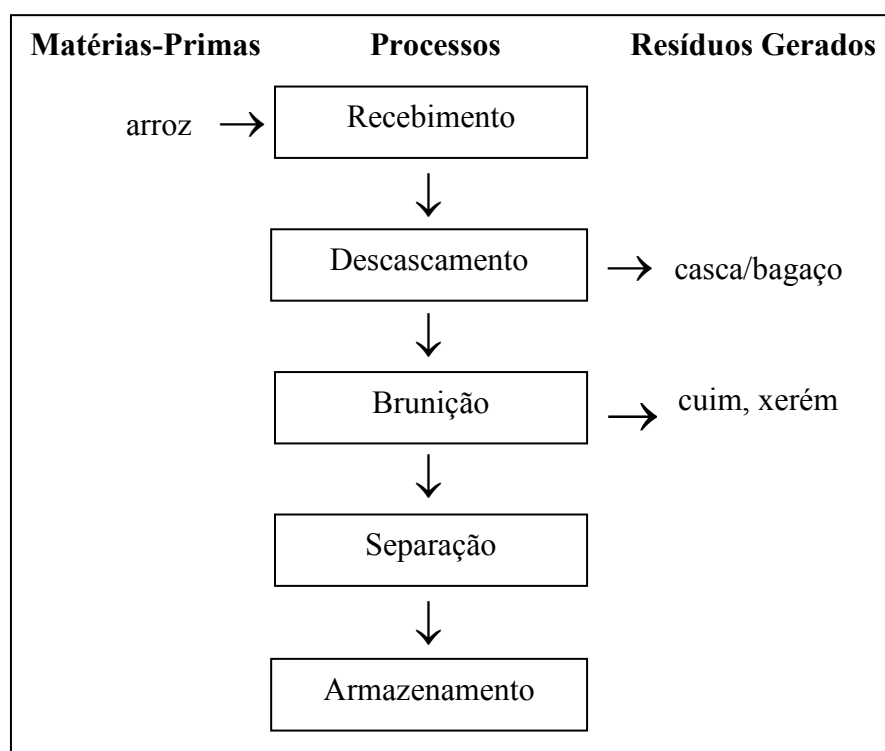 Matérias-Primas Processos Resíduos Gerados
arroz → Recebimento
↓
Descascamento → casca/bagaço
↓
Brunição → cuim, xerém
↓
Separação
↓
Armazenamento